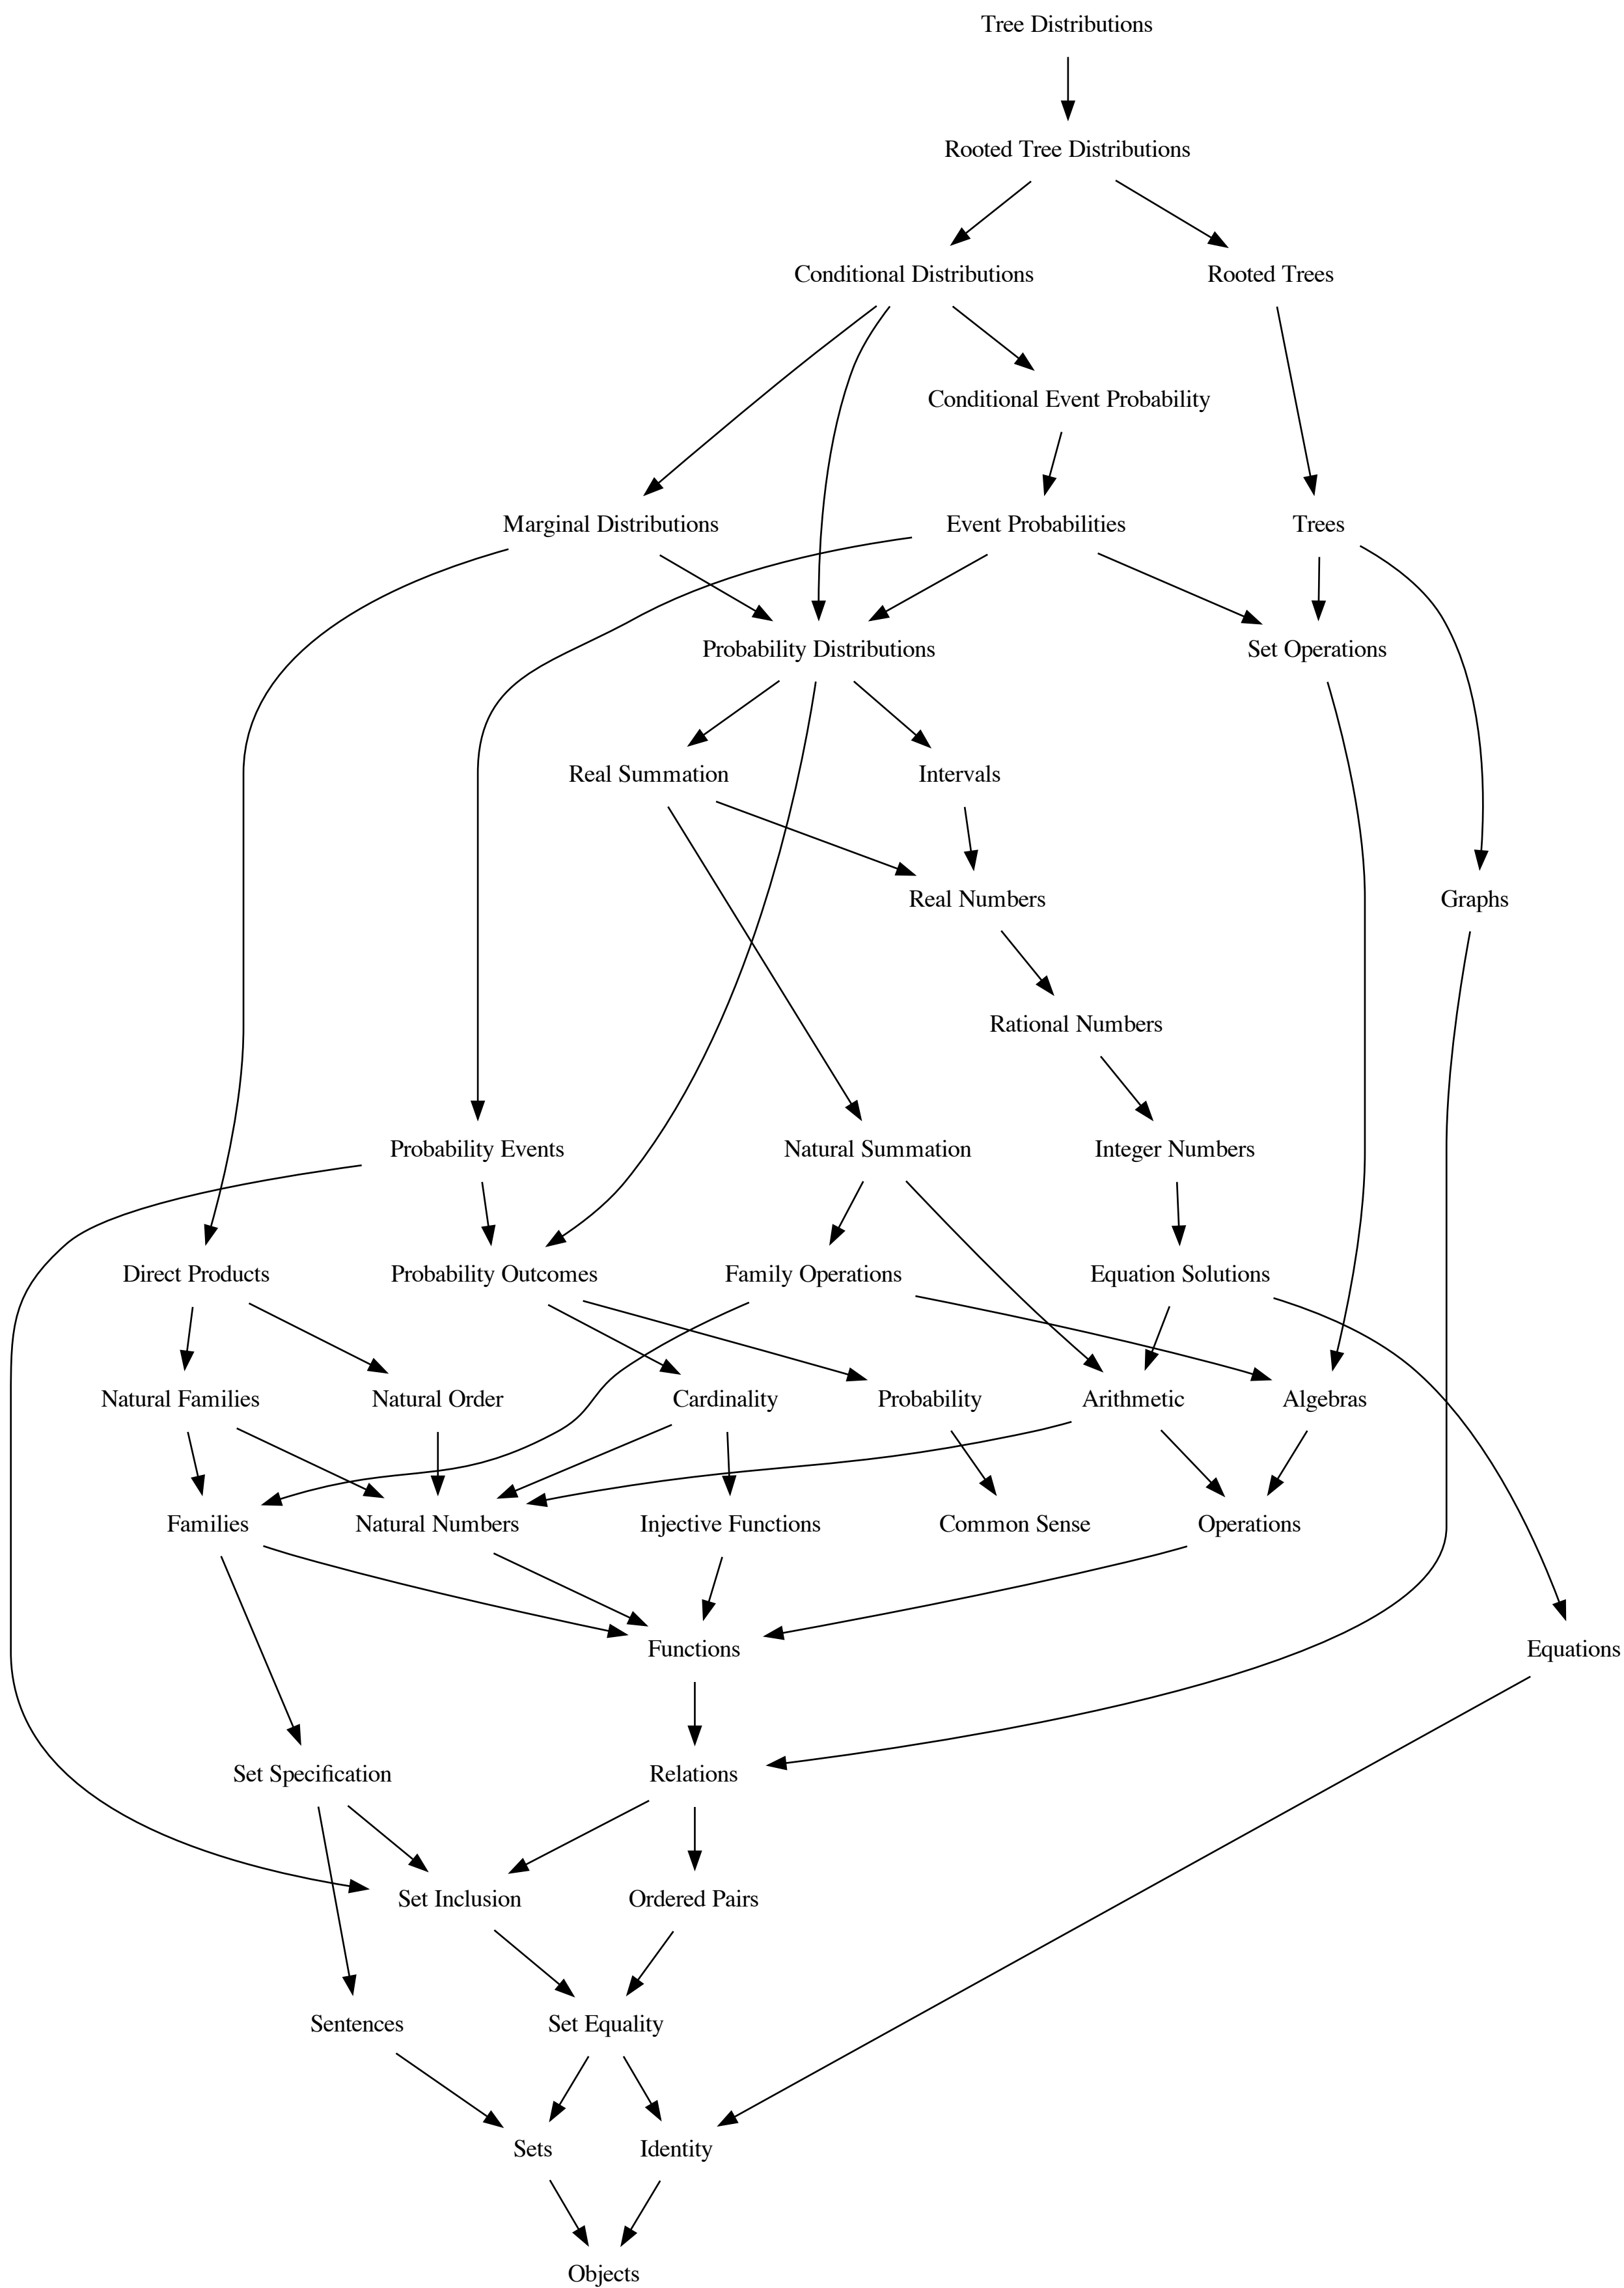 Tree Distributions
Rooted Tree Distributions
Conditional Distributions
Rooted Trees
Conditional Event Probability
Marginal Distributions
Event Probabilities
Trees
Probability Distributions
Set Operations
Real Summation
Intervals
Real Numbers
Graphs
Rational Numbers
Probability Events
Natural Summation
Integer Numbers
Direct Products
Probability Outcomes
Family Operations
Equation Solutions
Natural Families
Natural Order
Cardinality
Probability
Arithmetic
Algebras
Families
Natural Numbers
Injective Functions
Common Sense
Operations
Functions
Equations
Set Specification
Relations
Set Inclusion
Ordered Pairs
Sentences
Set Equality
Sets
Identity
Objects